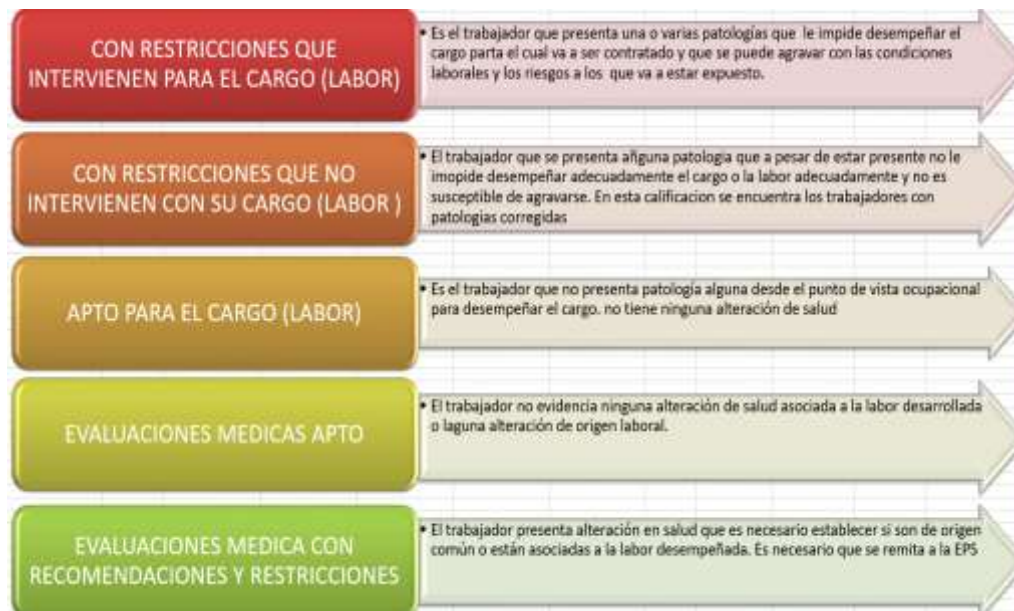 CON RESTRICCIONES QUE
INTERVIENEN PARA EL CARGO (LABOR)
• Es el trabajador que presenta una o varias patologías que le impide desempeñar el
cargo parta el cual va a ser contratado y que se puede agravar con las condiciones
laborales y los riesgos a los que va a estar expuesto.
CON RESTRICCIONES QUE NO
INTERVIENEN CON SU CARGO (LABOR )
• El trabajador que se presenta añguna patologia que a pesar de estar presente no le
imopide desempeñar adecuadamente el cargo o la labor adecuadamente y no es
susceptible de agravarse. En esta calificacion se encuentra los trabajadores con
patologias corregidas
APTO PARA EL CARGO (LABOR)
• Es el trabajador que no presenta patología alguna desde el punto de vista ocupacional
para desempeñar el cargo. no tiene ninguna alteración de salud
EVALUACIONES MEDICAS APTO
• El trabajador no evidencia ninguna alteración de salud asociada a la labor desarrollada
o laguna alteración de origen laboral.
EVALUACIONES MEDICA CON
RECOMENDACIONES Y RESTRICCIONES
• El trabajador presenta alteración en salud que es necesario establecer si son de origen
común o están asociadas a la labor desempeñada. Es necesario que se remita a la EPS